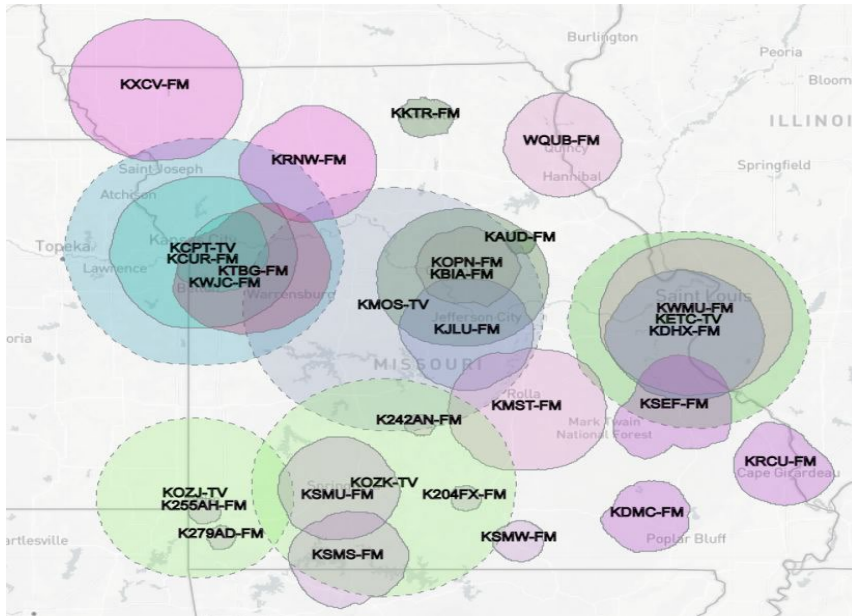 Burlington
Peoria
KXCV-FM
Bloom
KKTR-FM
ILLINOI
WQUB-FM
Quincy
KRNW-FM
Saint Joseph
Springfield
Hannibal
Atchison
KAUD-FM
Kansas City
KCPT-TV
Topeka
KCUR-FM
KOPN-FM
Lawrence
KTBG-FM
KBIA-FM
KWJC-FM
Warrensburg
Saint Louis
KMOS-TV
KWMU-FM
Jefferson City
KETC-TV
KJLU-FM
KDHX-FM
oria
MISSOURI
Rolla
KMST-FM
KSEF-FM
K242AN-FM
Mark Twain
National Forest
KRCU-FM
Cape Girardeau
KOZJ-TV
Springfield
KOZK-TV
KSMU-FM
K204FX-FM
K255AH-FM
KDMC-FM
K279AD-FM
KSMW-FM
Poplar Bluff
artlesville
KSMS-FM